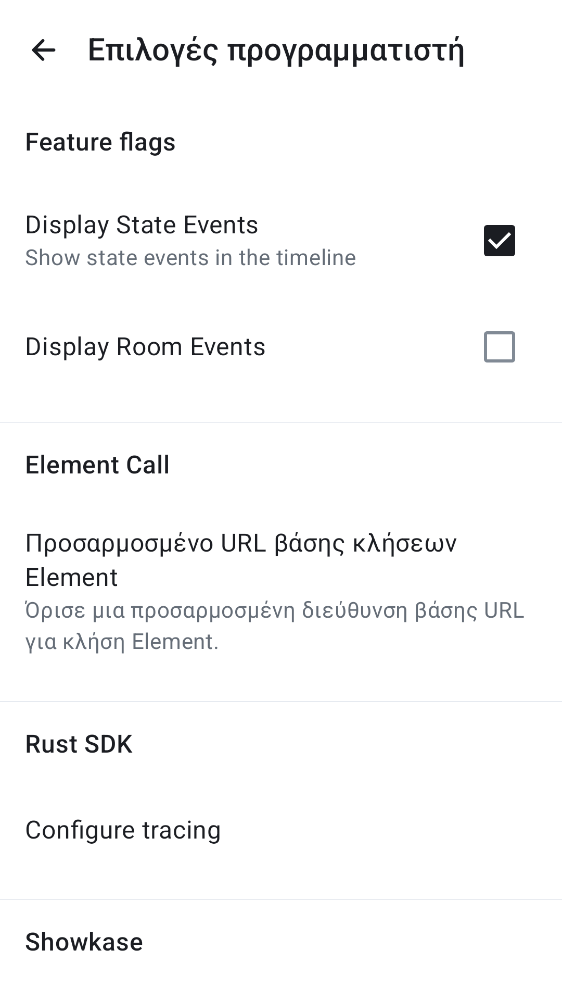 Επιλογές προγραμματιστή
Feature flags
Display State Events
Show state events in the timeline
Display Room Events
Element Call
Προσαρμοσμένο URL βάσης κλήσεων
Element
Όρισε μια προσαρμοσμένη διεύθυνση βάσης URL
για κλήση Element.
Rust SDK
Configure tracing
Showkase